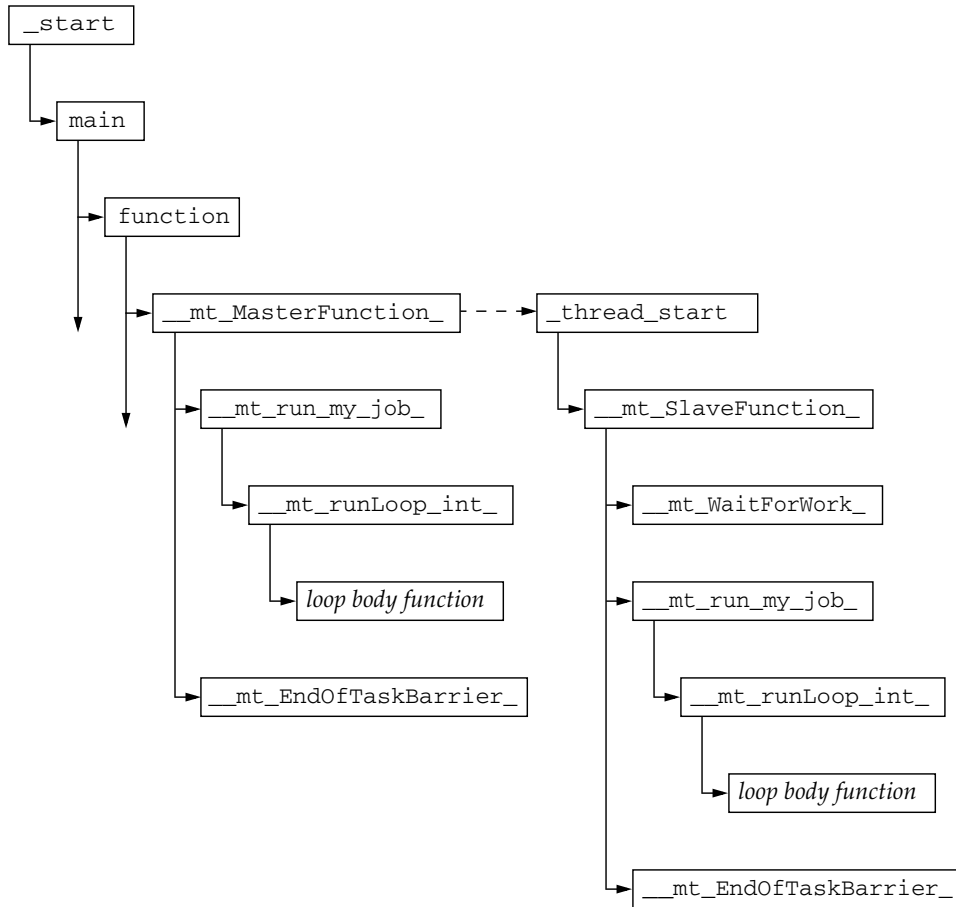 _start
main
function
__mt_MasterFunction_
_thread_start
__mt_run_my_job_
__mt_SlaveFunction_
__mt_runLoop_int_
__mt_WaitForWork_
loop body function
__mt_run_my_job_
__mt_EndOfTaskBarrier_
__mt_runLoop_int_
loop body function
__mt_EndOfTaskBarrier_